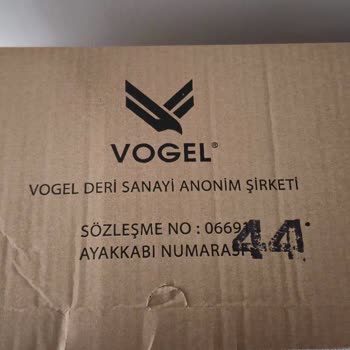 VOGEL®
VOGEL DERİ SANAYİ ANONİM ŞİRKETİ
SÖZLEŞME NO : 0669
AYAKKABI NUMARASI
44